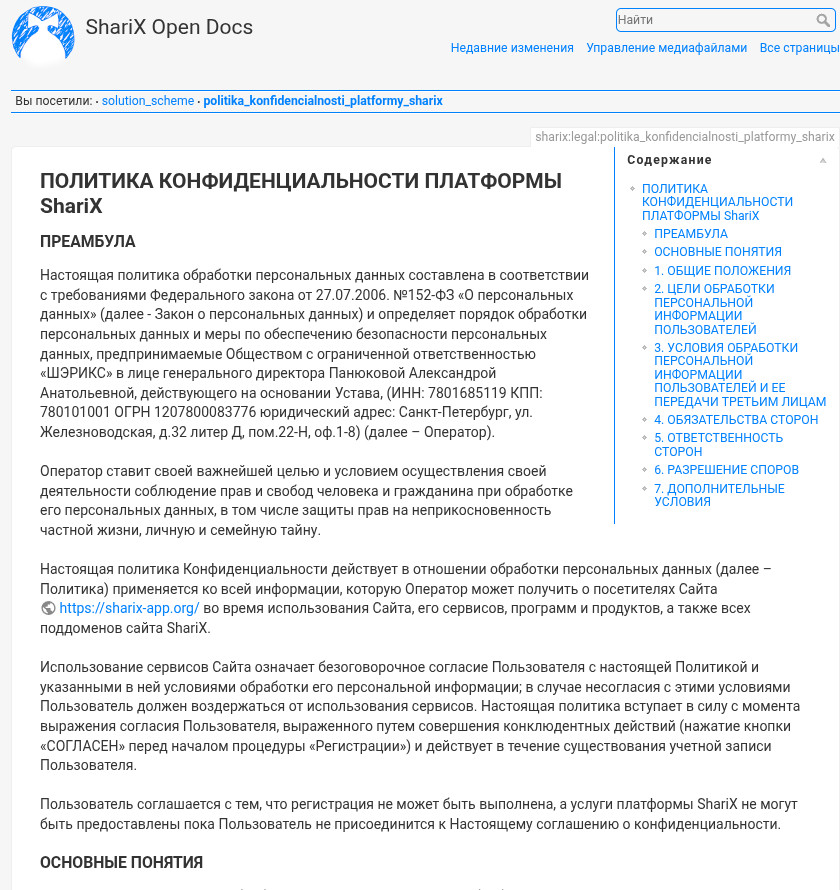 ShariX Open Docs
Найти
Недавние изменения Управление медиафайлами Все страницы
Вы посетили: • solution_scheme • politika_konfidencialnosti_platformy_sharix
sharix:legal:politika_konfidencialnosti_platformy_sharix
Содержание
ПОЛИТИКА
КОНФИДЕНЦИАЛЬНОСТИ
ПЛАТФОРМЫ ShariX
ПРЕАМБУЛА
ОСНОВНЫЕ ПОНЯТИЯ
1. ОБЩИЕ ПОЛОЖЕНИЯ
2. ЦЕЛИ ОБРАБОТКИ
ПЕРСОНАЛЬНОЙ
ИНФОРМАЦИИ
ПОЛЬЗОВАТЕЛЕЙ
3. УСЛОВИЯ ОБРАБОТКИ
ПЕРСОНАЛЬНОЙ
ИНФОРМАЦИИ
ПОЛЬЗОВАТЕЛЕЙ И ЕЕ
ПЕРЕДАЧИ ТРЕТЬИМ ЛИЦАМ
4. ОБЯЗАТЕЛЬСТВА СТОРОН
5. ОТВЕТСТВЕННОСТЬ
СТОРОН
6. РАЗРЕШЕНИЕ СПОРОВ
7. ДОПОЛНИТЕЛЬНЫЕ
УСЛОВИЯ
ПОЛИТИКА КОНФИДЕНЦИАЛЬНОСТИ ПЛАТФОРМЫ
ShariX
ПРЕАМБУЛА
Настоящая политика обработки персональных данных составлена в соответствии
с требованиями Федерального закона от 27.07.2006. №152-ФЗ «О персональных
данных» (далее - Закон о персональных данных) и определяет порядок обработки
персональных данных и меры по обеспечению безопасности персональных
данных, предпринимаемые Обществом с ограниченной ответственностью
«ШЭРИКС» в лице генерального директора Панюковой Александрой
Анатольевной, действующего на основании Устава, (ИНН: 7801685119 КПП:
780101001 ОГРН 1207800083776 юридический адрес: Санкт-Петербург, ул.
Железноводская, д.32 литер Д, пом.22-Н, оф.1-8) (далее – Оператор).
Оператор ставит своей важнейшей целью и условием осуществления своей
деятельности соблюдение прав и свобод человека и гражданина при обработке
его персональных данных, в том числе защиты прав на неприкосновенность
частной жизни, личную и семейную тайну.
Настоящая политика Конфиденциальности действует в отношении обработки персональных данных (далее –
Политика) применяется ко всей информации, которую Оператор может получить о посетителях Сайта
https://sharix-app.org/ во время использования Сайта, его сервисов, программ и продуктов, а также всех
поддоменов сайта ShariX.
Использование сервисов Сайта означает безоговорочное согласие Пользователя с настоящей Политикой и
указанными в ней условиями обработки его персональной информации; в случае несогласия с этими условиями
Пользователь должен воздержаться от использования сервисов. Настоящая политика вступает в силу с момента
выражения согласия Пользователя, выраженного путем совершения конклюдентных действий (нажатие кнопки
«СОГЛАСЕН» перед началом процедуры «Регистрации») и действует в течение существования учетной записи
Пользователя.
Пользователь соглашается с тем, что регистрация не может быть выполнена, а услуги платформы ShariX не могут
быть предоставлены пока Пользователь не присоединится к Настоящему соглашению о конфиденциальности.
ОСНОВНЫЕ ПОНЯТИЯ